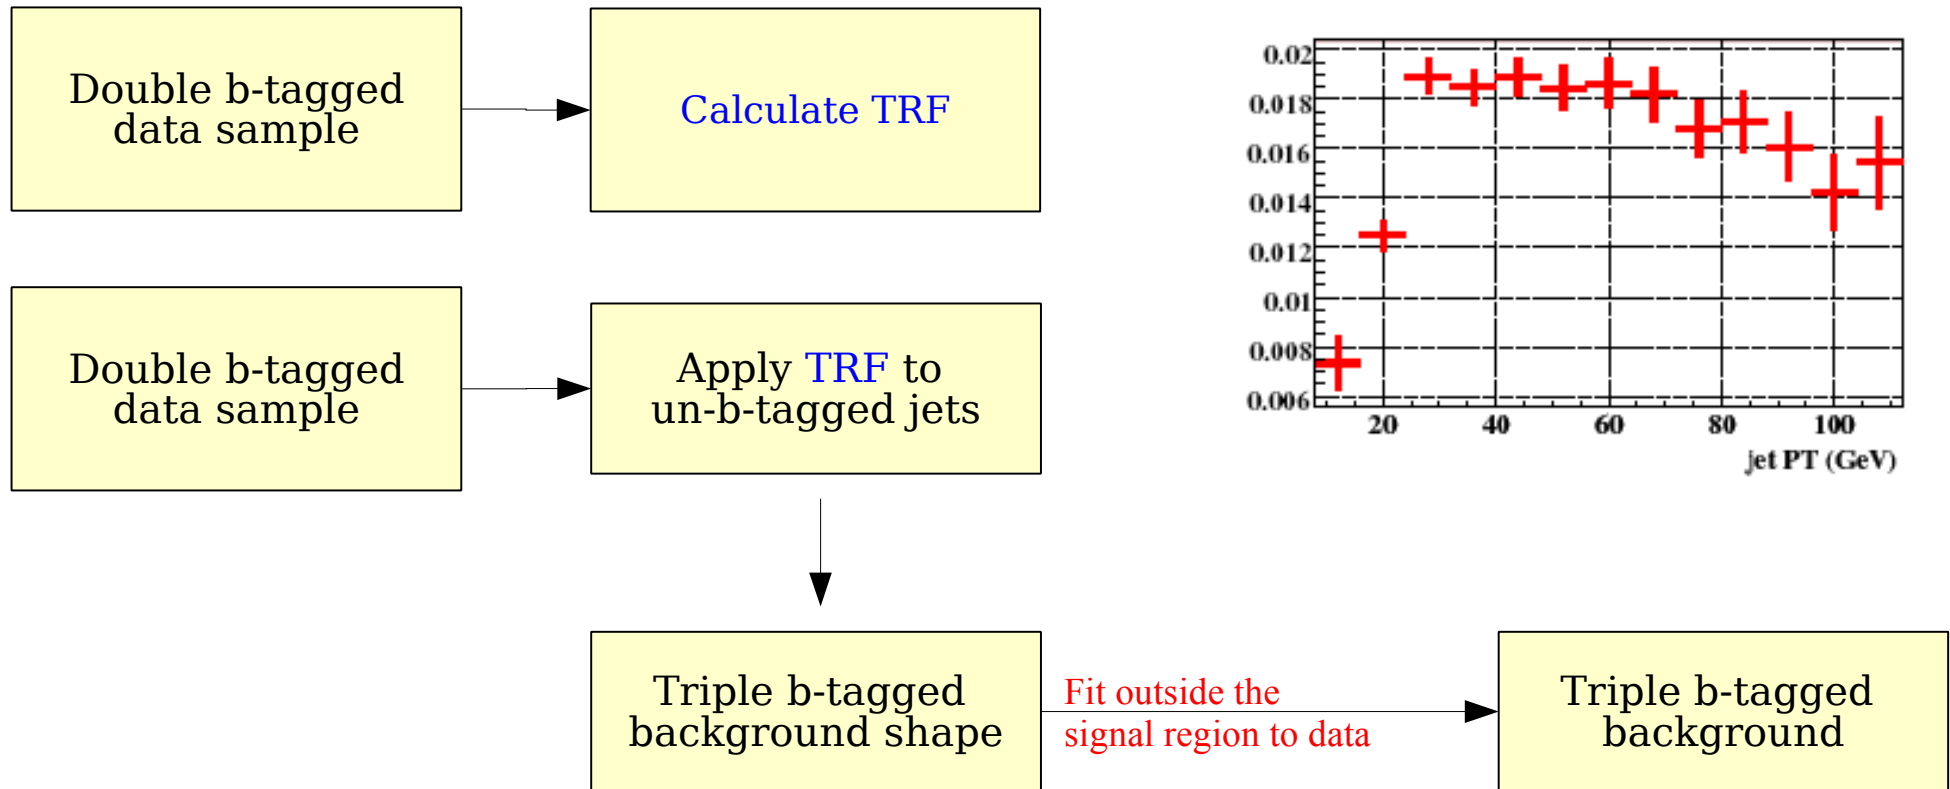 Double b-tagged
data sample
Calculate TRF
0.02
0.018
0.016
0.014
0.012
0.01
0.008
0.006
20 40 60 80 100
jet PT (GeV)
Double b-tagged
data sample
Apply TRF to
un-b-tagged jets
Triple b-tagged
background shape
Fit outside the
signal region to data
Triple b-tagged
background